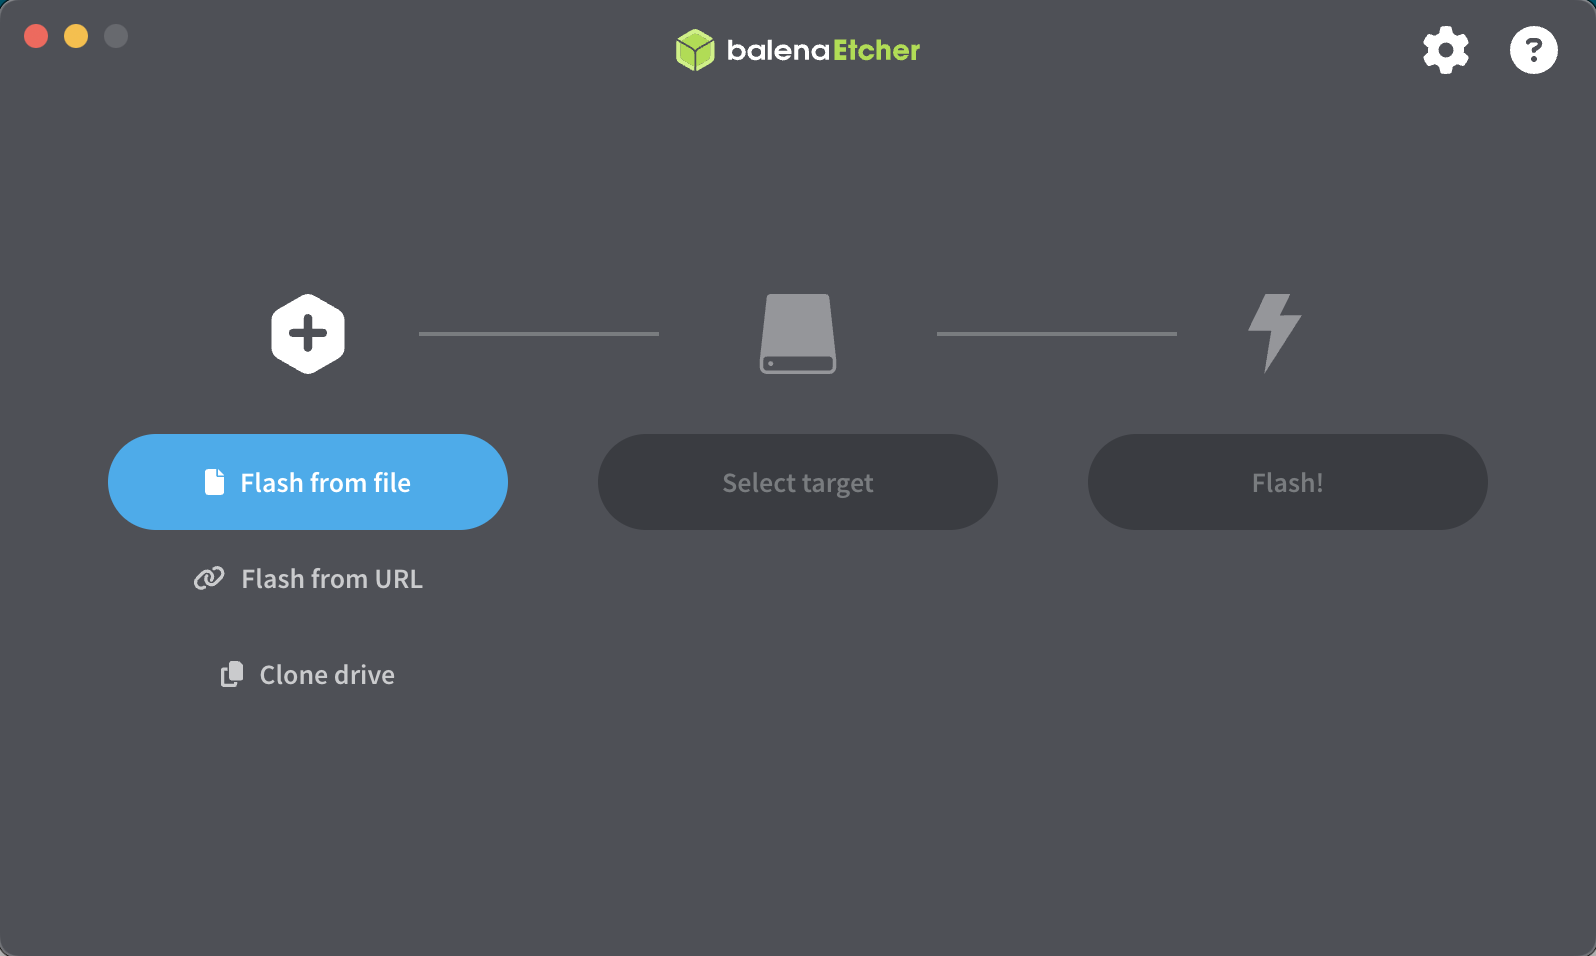 balenaEtcher
Flash from file
Select target
Flash!
Flash from URL
Clone drive